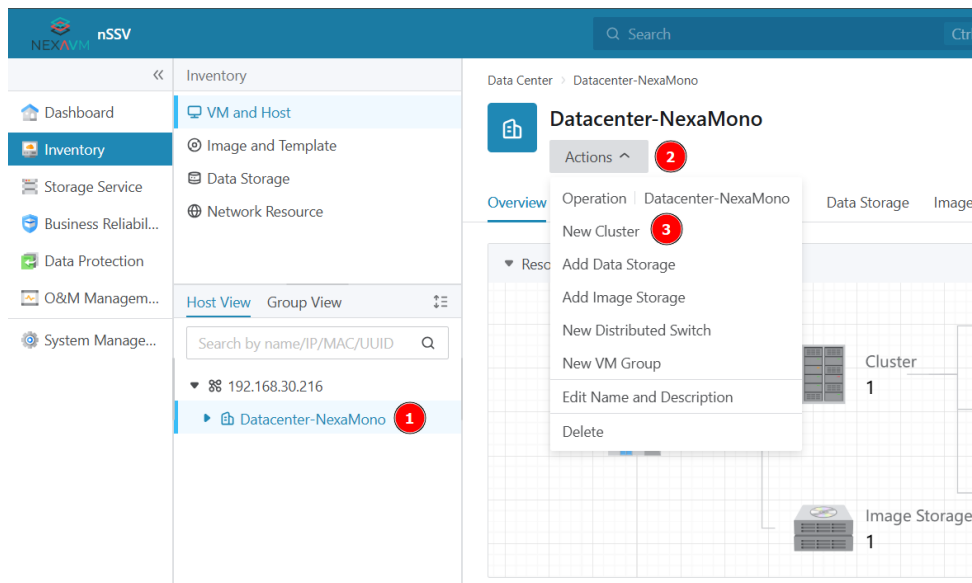 NEXAVM
nSSV
Search
Ctr
Inventory
Data Center > Datacenter-NexaMono
Dashboard
Inventory
Storage Service
Business Reliabil...
Data Protection
O&M Managem...
System Manage...
VM and Host
Image and Template
Data Storage
Network Resource
Host View Group View
Search by name/IP/MAC/UUID
192.168.30.216
Datacenter-NexaMono 1
Datacenter-NexaMono
Actions 2
Overview
Data Storage
Image
Operation Datacenter-NexaMono
New Cluster 3
Add Data Storage
Add Image Storage
New Distributed Switch
New VM Group
Edit Name and Description
Delete
Reso
Cluster
1
Image Storage
1